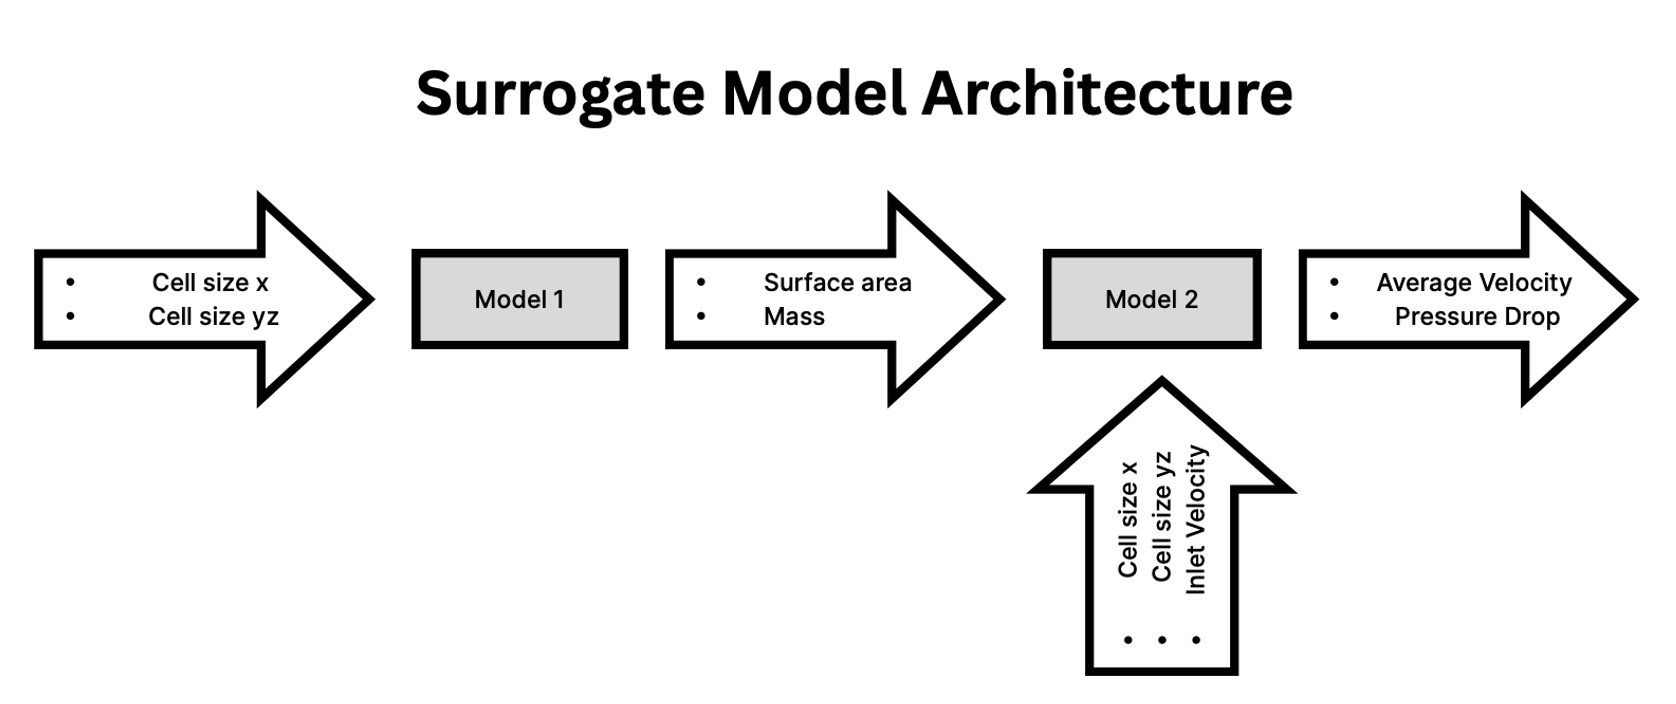 Surrogate Model Architecture
• Cell size x
• Cell size yz
Model 1
• Surface area
• Mass
Model 2
• Average Velocity
• Pressure Drop
• Cell size x
• Cell size yz
• Inlet Velocity